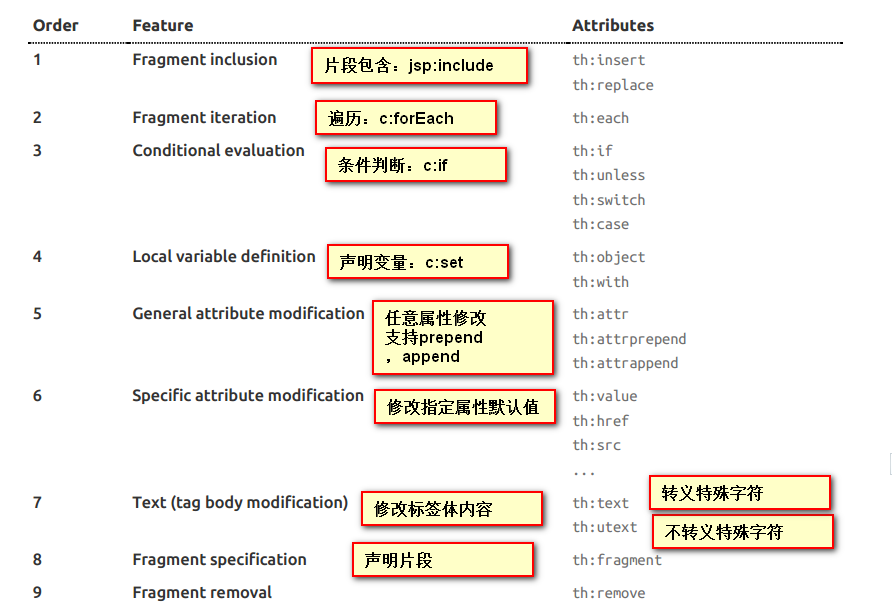 Order Feature Attributes
1 Fragment inclusion 片段包含：jsp:include th:insert
th:replace
2 Fragment iteration 遍历：c:forEach th:each
3 Conditional evaluation 条件判断：c:if th:if
th:unless
th:switch
th:case
4 Local variable definition 声明变量：c:set th:object
th:with
5 General attribute modification 任意属性修改 th:attr
支持prepend th:attrprepend
，append th:attrappend
6 Specific attribute modification 修改指定属性默认值 th:value
th:href
th:src
...
7 Text (tag body modification) 修改标签体内容 th:text 转义特殊字符
th:utext 不转义特殊字符
8 Fragment specification 声明片段 th:fragment
9 Fragment removal th:remove